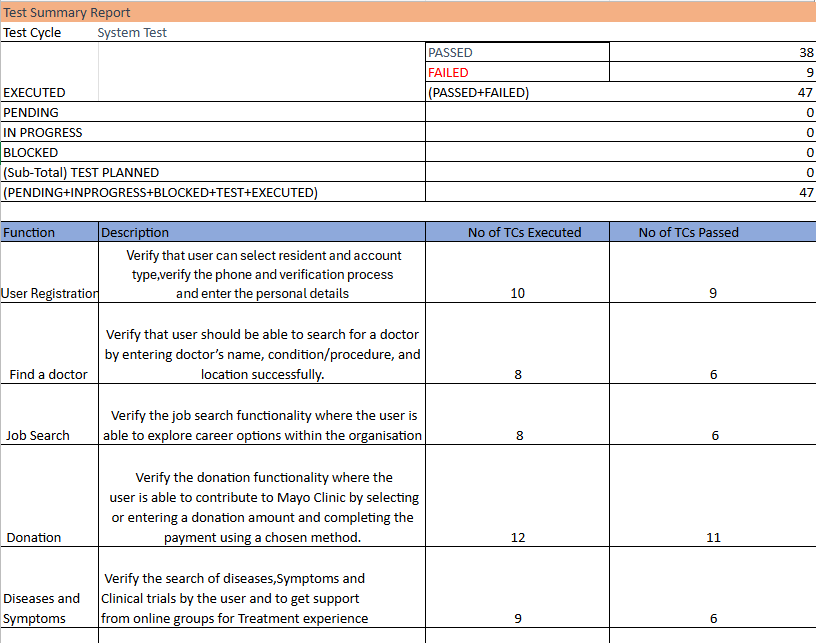 Test Summary Report
Test Cycle System Test
PASSED 38
FAILED 9
EXECUTED (PASSED+FAILED) 47
PENDING 0
IN PROGRESS 0
BLOCKED 0
(Sub-Total) TEST PLANNED 0
(PENDING+INPROGRESS+BLOCKED+TEST+EXECUTED) 47
Function Description No of TCs Executed No of TCs Passed
Verify that user can select resident and account
type,verify the phone and verification process
User Registration and enter the personal details 10 9
Verify that user should be able to search for a doctor
by entering doctor’s name, condition/procedure, and
Find a doctor location successfully. 8 6
Verify the job search functionality where the user is
Job Search able to explore career options within the organisation 8 6
Verify the donation functionality where the
user is able to contribute to Mayo Clinic by selecting
or entering a donation amount and completing the
Donation payment using a chosen method. 12 11
Verify the search of diseases,Symptoms and
Diseases and Clinical trials by the user and to get support
Symptoms from online groups for Treatment experience 9 6